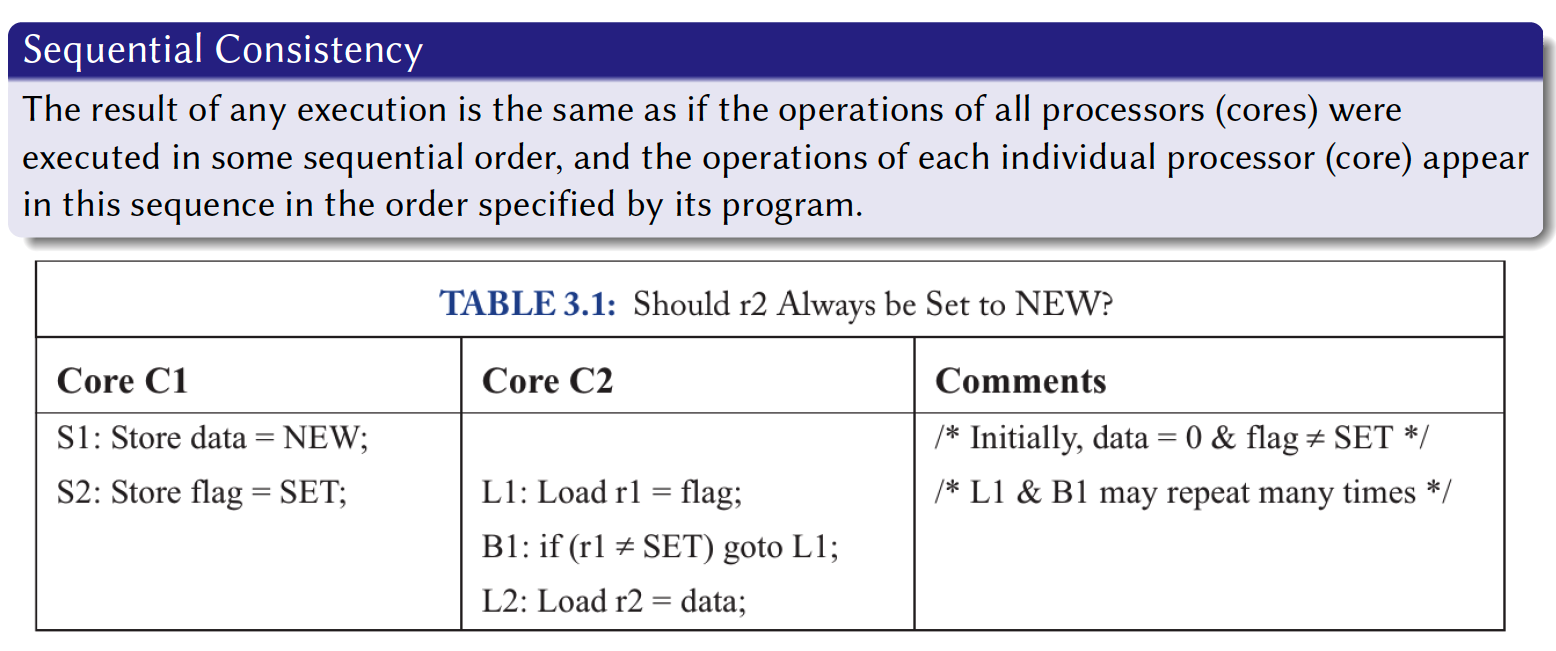 Sequential Consistency
The result of any execution is the same as if the operations of all processors (cores) were
executed in some sequential order, and the operations of each individual processor (core) appear
in this sequence in the order specified by its program.
TABLE 3.1: Should r2 Always be Set to NEW?
Core C1 Core C2 Comments
S1: Store data = NEW; /* Initially, data = 0 & flag ≠ SET */
S2: Store flag = SET; L1: Load r1 = flag; /* L1 & B1 may repeat many times */
B1: if (r1 ≠ SET) goto L1;
L2: Load r2 = data;